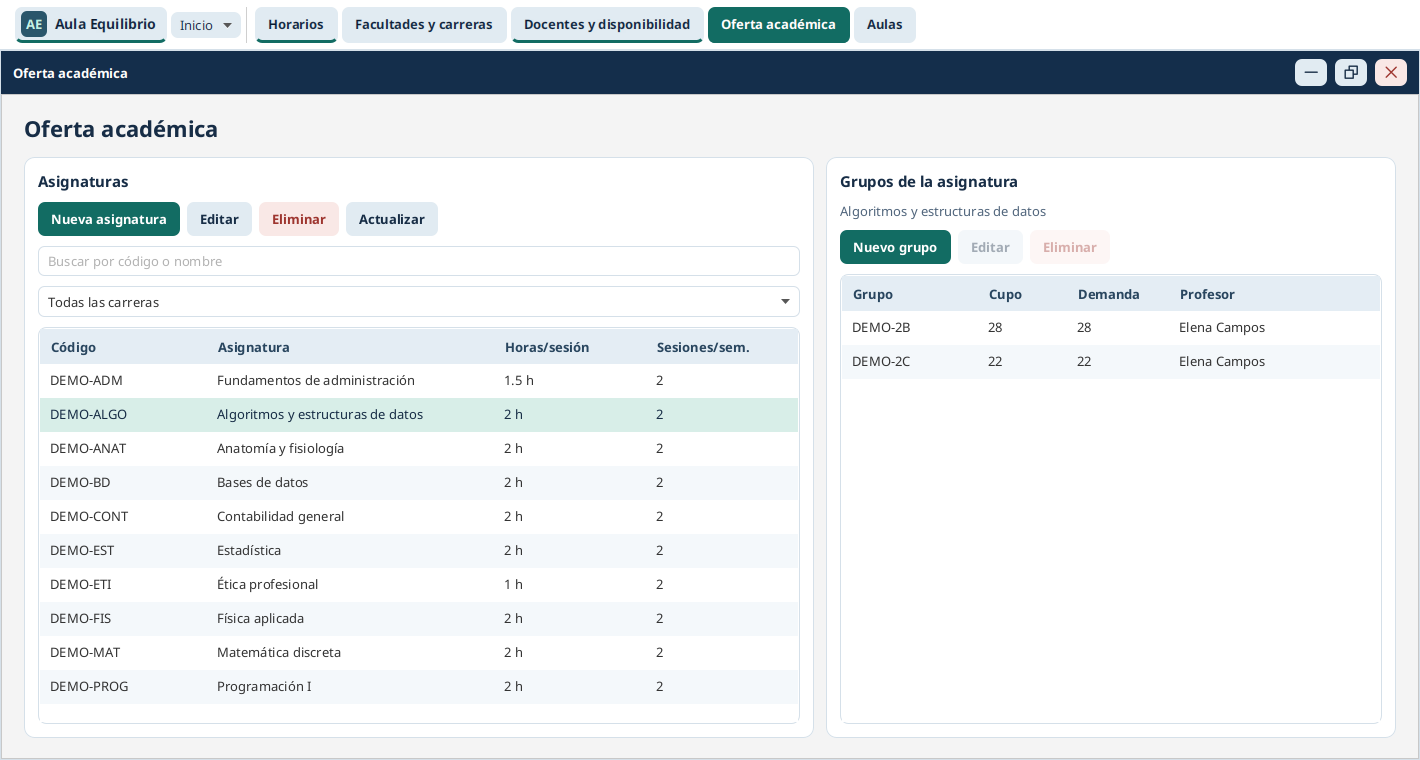 AE Aula Equilibrio Inicio Horarios Facultades y carreras Docentes y disponibilidad Oferta académica Aulas
Oferta académica
Oferta académica
Asignaturas
Nueva asignatura Editar Eliminar Actualizar
Buscar por código o nombre
Todas las carreras
Código Asignatura Horas/sesión Sesiones/sem.
DEMO-ADM Fundamentos de administración 1.5 h 2
DEMO-ALGO Algoritmos y estructuras de datos 2 h 2
DEMO-ANAT Anatomía y fisiología 2 h 2
DEMO-BD Bases de datos 2 h 2
DEMO-CONT Contabilidad general 2 h 2
DEMO-EST Estadística 2 h 2
DEMO-ETI Ética profesional 1 h 2
DEMO-FIS Física aplicada 2 h 2
DEMO-MAT Matemática discreta 2 h 2
DEMO-PROG Programación I 2 h 2
Grupos de la asignatura
Algoritmos y estructuras de datos
Nuevo grupo Editar Eliminar
Grupo Cupo Demanda Profesor
DEMO-2B 28 28 Elena Campos
DEMO-2C 22 22 Elena Campos